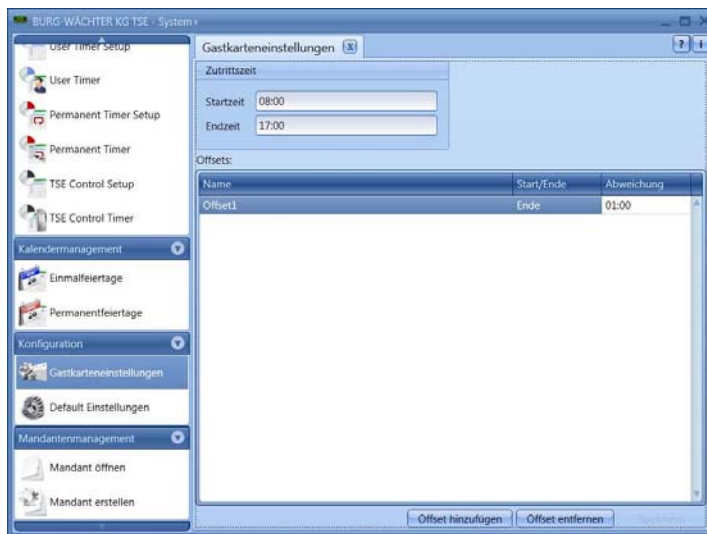 BURG-WÄCHTER KG TSE - System+
User Timer Setup
User Timer
Permanent Timer Setup
Permanent Timer
TSE Control Setup
TSE Control Timer
Kalendermanagement
Einmalfeiertage
Permanentfeiertage
Konfiguration
Gastkarteneinstellungen
Default Einstellungen
Mandantenmanagement
Mandant öffnen
Mandant erstellen
Gastkarteneinstellungen
Zutrittszeit
Startzeit 08:00
Endzeit 17:00
Offsets:
Name Start/Ende Abweichung
Offset1 Ende 01:00
Offset hinzufügen Offset entfernen Speichern